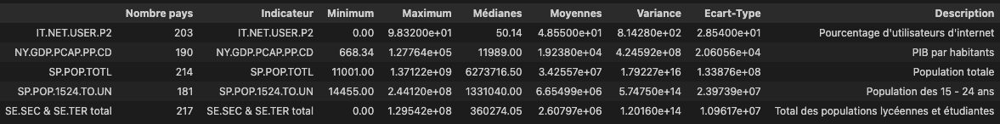 Nombre pays Indicateur Minimum Maximum Médianes Moyennes Variance Ecart-Type Description
IT.NET.USER.P2 203 IT.NET.USER.P2 0.00 9.83200e+01 50.14 4.85500e+01 8.14280e+02 2.85400e+01 Pourcentage d'utilisateurs d'internet
NY.GDP.PCAP.PP.CD 190 NY.GDP.PCAP.PP.CD 668.34 1.27764e+05 11989.00 1.92380e+04 4.24592e+08 2.06056e+04 PIB par habitants
SP.POP.TOTL 214 SP.POP.TOTL 11001.00 1.37122e+09 6273716.50 3.42557e+07 1.79227e+16 1.33876e+08 Population totale
SP.POP.1524.TO.UN 181 SP.POP.1524.TO.UN 14455.00 2.44120e+08 1331040.00 6.65499e+06 5.74750e+14 2.39739e+07 Population des 15 - 24 ans
SE.SEC & SE.TER total 217 SE.SEC & SE.TER total 0.00 1.29542e+08 360274.05 2.60797e+06 1.20160e+14 1.09617e+07 Total des populations lycéennes et étudiantes